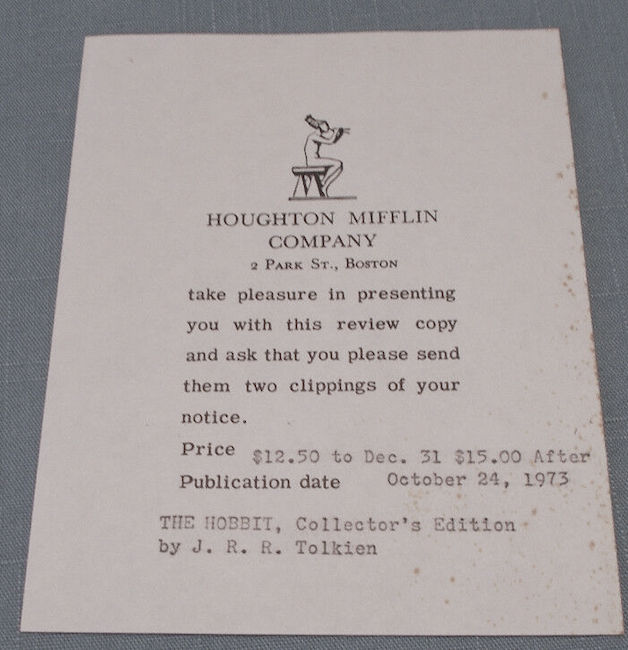 HOUGHTON MIFFLIN
COMPANY
2 PARK ST., BOSTON
take pleasure in presenting
you with this review copy
and ask that you please send
them two clippings of your
notice.
Price $12.50 to Dec. 31 $15.00 After
Publication date October 24, 1973
THE HOBBIT, Collector's Edition
by J. R. R. Tolkien